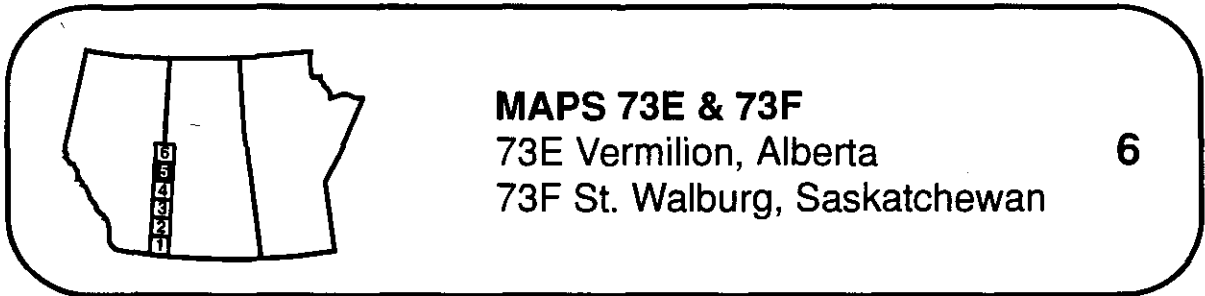 MAPS 73E & 73F
73E Vermilion, Alberta
73F St. Walburg, Saskatchewan
6
6
5
4
3
2
1